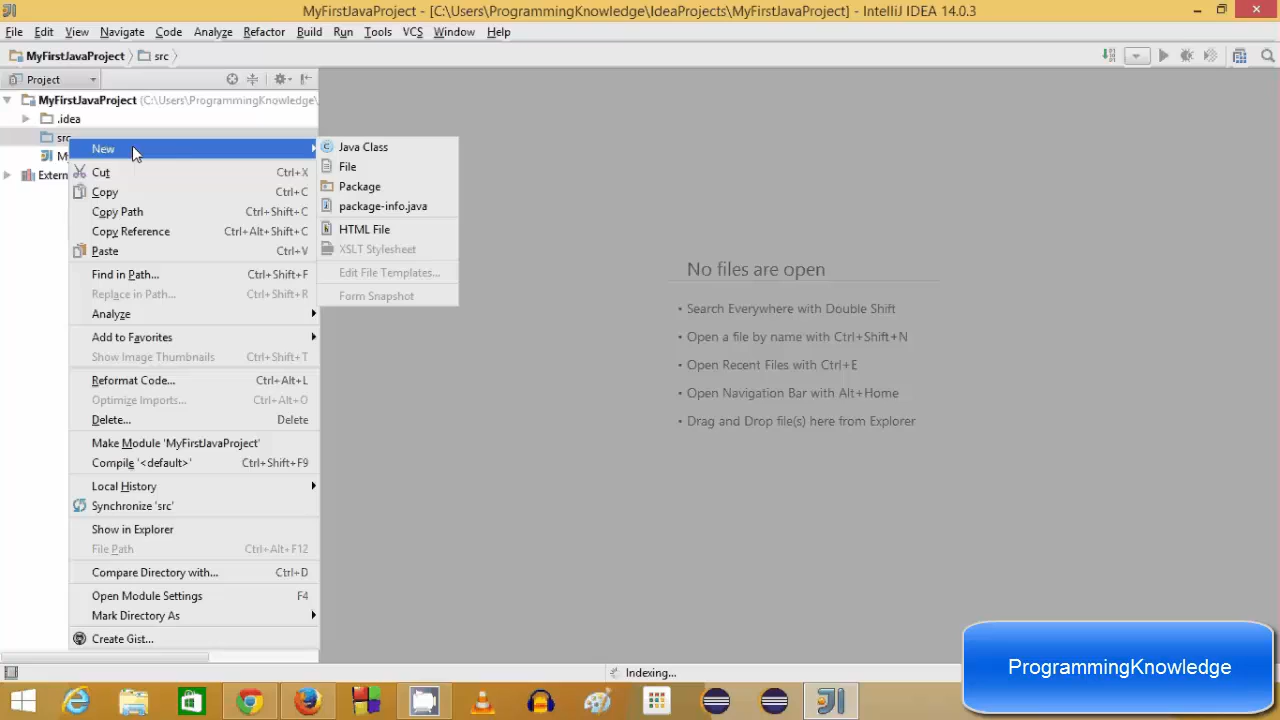 MyFirstJavaProject - [C:\Users\ProgrammingKnowledge\IdeaProjects\MyFirstJavaProject] - IntelliJ IDEA 14.0.3
File Edit View Navigate Code Analyze Refactor Build Run Tools VCS Window Help
MyFirstJavaProject src
Project
MyFirstJavaProject (C:\Users\ProgrammingKnowledge\
.idea
src
New
Cut Ctrl+X
Copy Ctrl+C
Copy Path Ctrl+Shift+C
Copy Reference Ctrl+Alt+Shift+C
Paste Ctrl+V
Find in Path... Ctrl+Shift+F
Replace in Path... Ctrl+Shift+R
Analyze
Add to Favorites
Show Image Thumbnails Ctrl+Shift+T
Reformat Code... Ctrl+Alt+L
Optimize Imports... Ctrl+Alt+O
Delete... Delete
Make Module 'MyFirstJavaProject'
Compile '<default>' Ctrl+Shift+F9
Local History
Synchronize 'src'
Show in Explorer
File Path Ctrl+Alt+F12
Compare Directory with... Ctrl+D
Open Module Settings F4
Mark Directory As
Create Gist...
Java Class
File
Package
package-info.java
HTML File
XSLT Stylesheet
Edit File Templates...
Form Snapshot
No files are open
• Search Everywhere with Double Shift
• Open a file by name with Ctrl+Shift+N
• Open Recent Files with Ctrl+E
• Open Navigation Bar with Alt+Home
• Drag and Drop file(s) here from Explorer
Indexing...
ProgrammingKnowledge